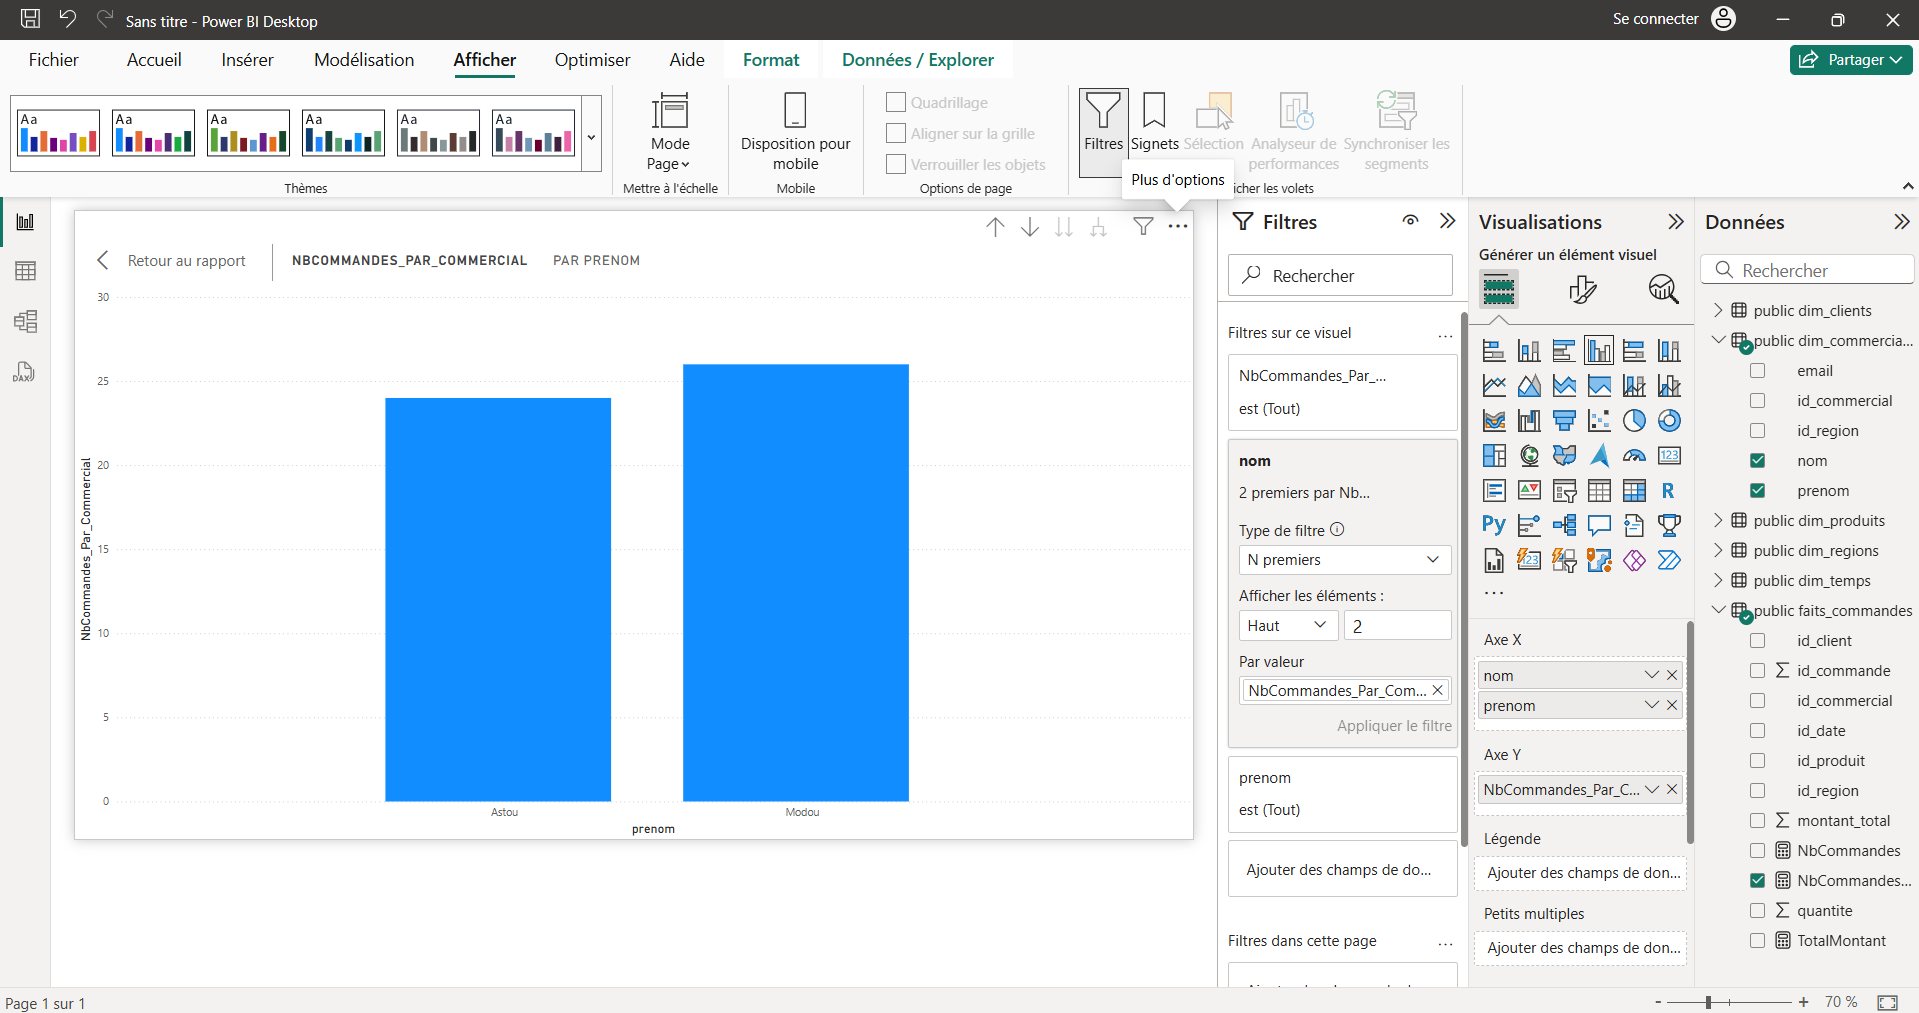 Sans titre - Power BI Desktop
Se connecter
Fichier
Accueil
Insérer
Modélisation
Afficher
Optimiser
Aide
Format
Données / Explorer
Partager
Aa
Aa
Aa
Aa
Aa
Aa
Thèmes
Mode
Page
Mettre à l'échelle
Disposition pour
mobile
Mobile
Quadrillage
Aligner sur la grille
Verrouiller les objets
Options de page
Filtres
Signets
Sélection
Analyseur de
performances
Synchroniser les
segments
icher les volets
Plus d'options
Retour au rapport
NBCOMMANDES_PAR_COMMERCIAL
PAR PRENOM
30
25
20
15
10
5
0
NbCommandes_Par_Commercial
Astou
Modou
prenom
Filtres
Rechercher
Filtres sur ce visuel
...
NbCommandes_Par_...
est (Tout)
nom
2 premiers par Nb...
Type de filtre
N premiers
Afficher les éléments :
Haut
2
Par valeur
NbCommandes_Par_Com...
Appliquer le filtre
prenom
est (Tout)
Ajouter des champs de do...
Filtres dans cette page
...
Visualisations
Générer un élément visuel
123
R
Py
123
...
Axe X
nom
prenom
Axe Y
NbCommandes_Par_C...
Légende
Ajouter des champs de don...
Petits multiples
Ajouter des champs de don...
Données
Rechercher
public dim_clients
public dim_commercia...
email
id_commercial
id_region
nom
prenom
public dim_produits
public dim_regions
public dim_temps
public faits_commandes
id_client
id_commande
id_commercial
id_date
id_produit
id_region
montant_total
NbCommandes
NbCommandes...
quantite
TotalMontant
DAX
Page 1 sur 1
- + 70 %